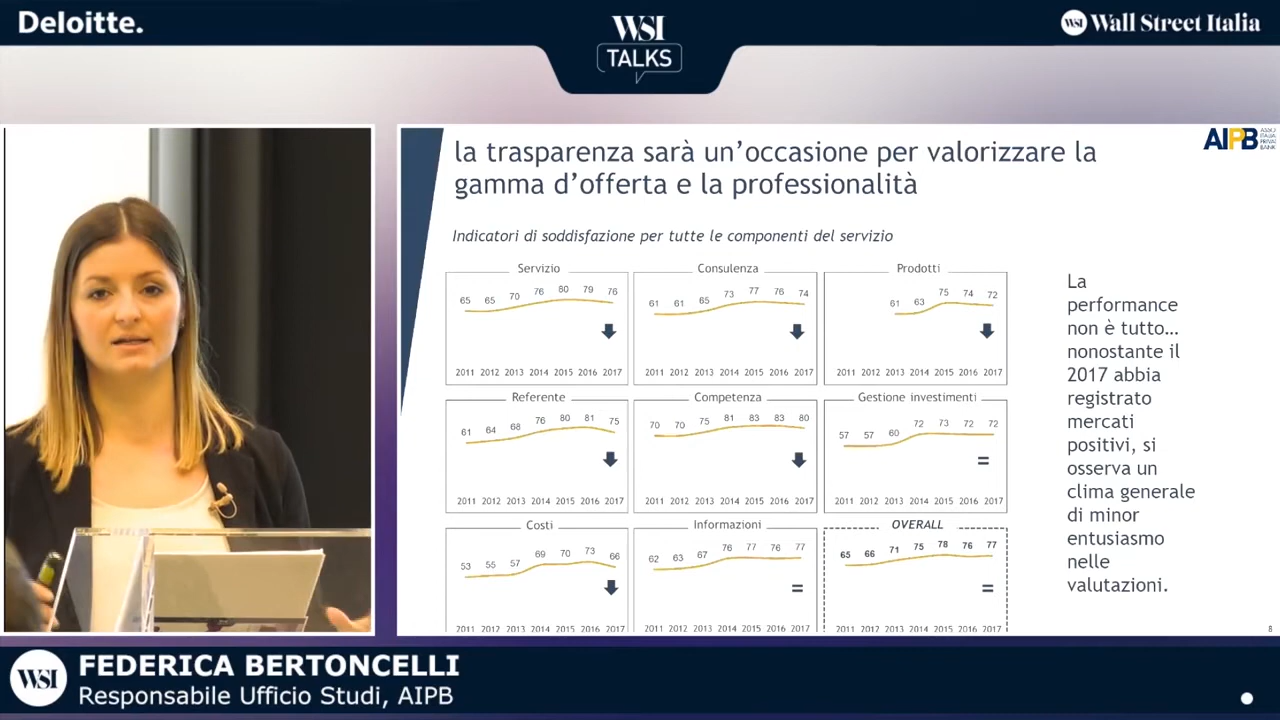 Deloitte.
WSI
TALKS
WSI Wall Street Italia
AIPB
la trasparenza sarà un'occasione per valorizzare la
gamma d'offerta e la professionalità
Indicatori di soddisfazione per tutte le componenti del servizio
Servizio
65 65 70 76 80 79 76
2011 2012 2013 2014 2015 2016 2017
Consulenza
61 61 65 73 77 76 74
2011 2012 2013 2014 2015 2016 2017
Prodotti
61 63 75 74 72
2011 2012 2013 2014 2015 2016 2017
Referente
61 64 68 76 80 81 75
2011 2012 2013 2014 2015 2016 2017
Competenza
70 70 75 81 83 83 80
2011 2012 2013 2014 2015 2016 2017
Gestione investimenti
57 57 60 72 73 72 72
=
2011 2012 2013 2014 2015 2016 2017
Costi
53 55 57 69 70 73 66
2011 2012 2013 2014 2015 2016 2017
Informazioni
62 63 67 76 77 76 77
=
2011 2012 2013 2014 2015 2016 2017
OVERALL
65 66 71 75 78 76 77
=
2011 2012 2013 2014 2015 2016 2017
La
performance
non è tutto…
nonostante il
2017 abbia
registrato
mercati
positivi, si
osserva un
clima generale
di minor
entusiasmo
nelle
valutazioni.
8
WSI
FEDERICA BERTONCELLI
Responsabile Ufficio Studi, AIPB